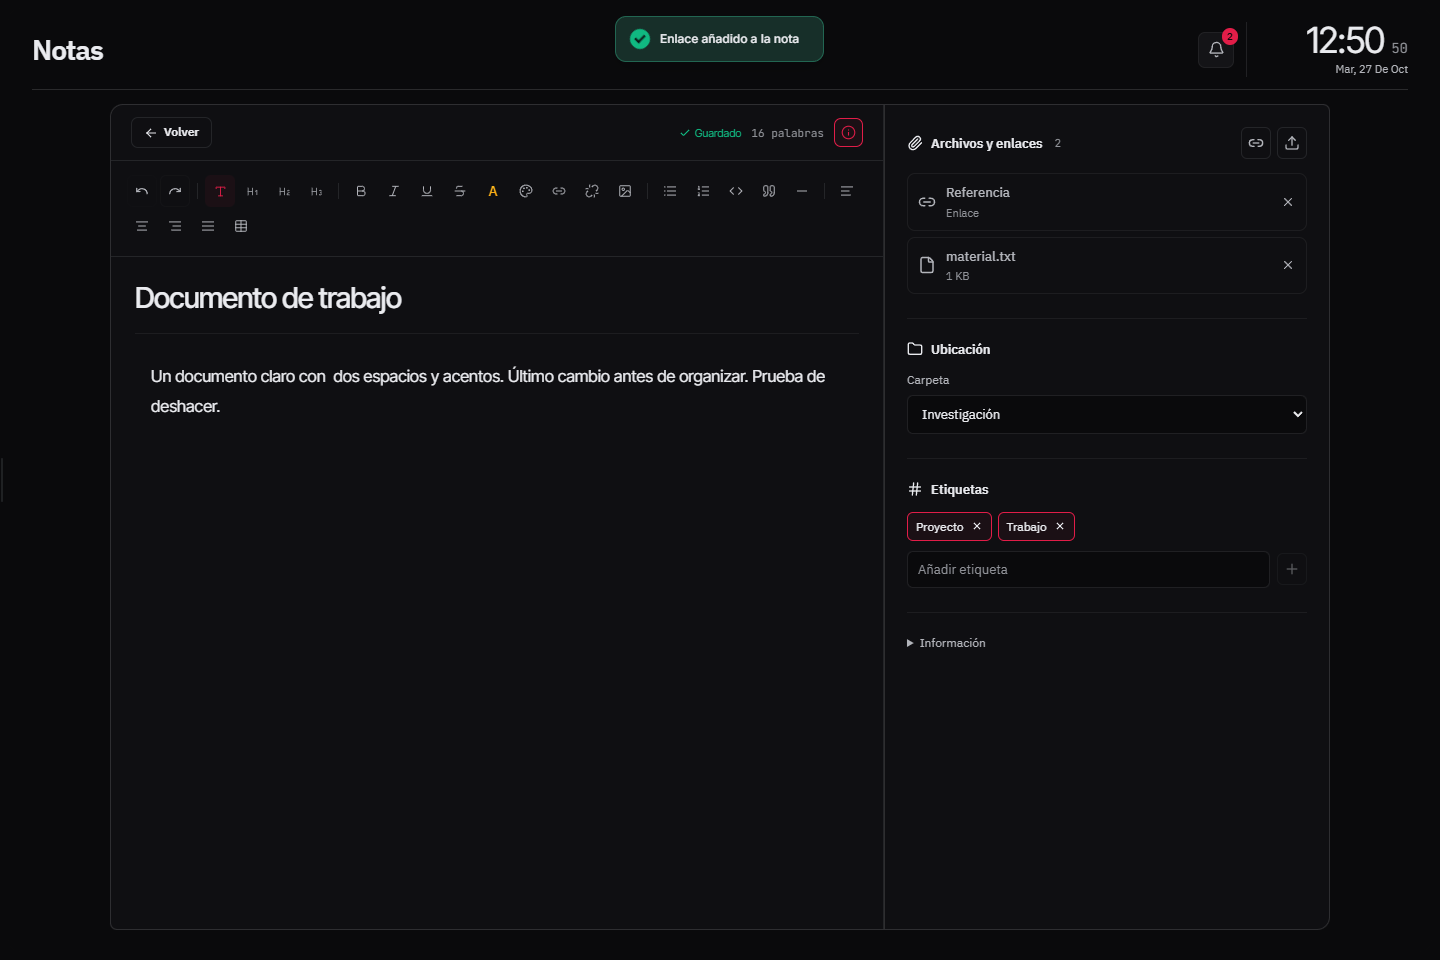 Notas
Enlace añadido a la nota
2
12:50 50
Mar, 27 De Oct
Volver
Guardado 16 palabras
T H1 H2 H3 B I U S A
Documento de trabajo
Un documento claro con  dos espacios y acentos. Último cambio antes de organizar. Prueba de
deshacer.
Archivos y enlaces 2
Referencia
Enlace
material.txt
1 KB
Ubicación
Carpeta
Investigación
Etiquetas
Proyecto Trabajo
Añadir etiqueta
Información